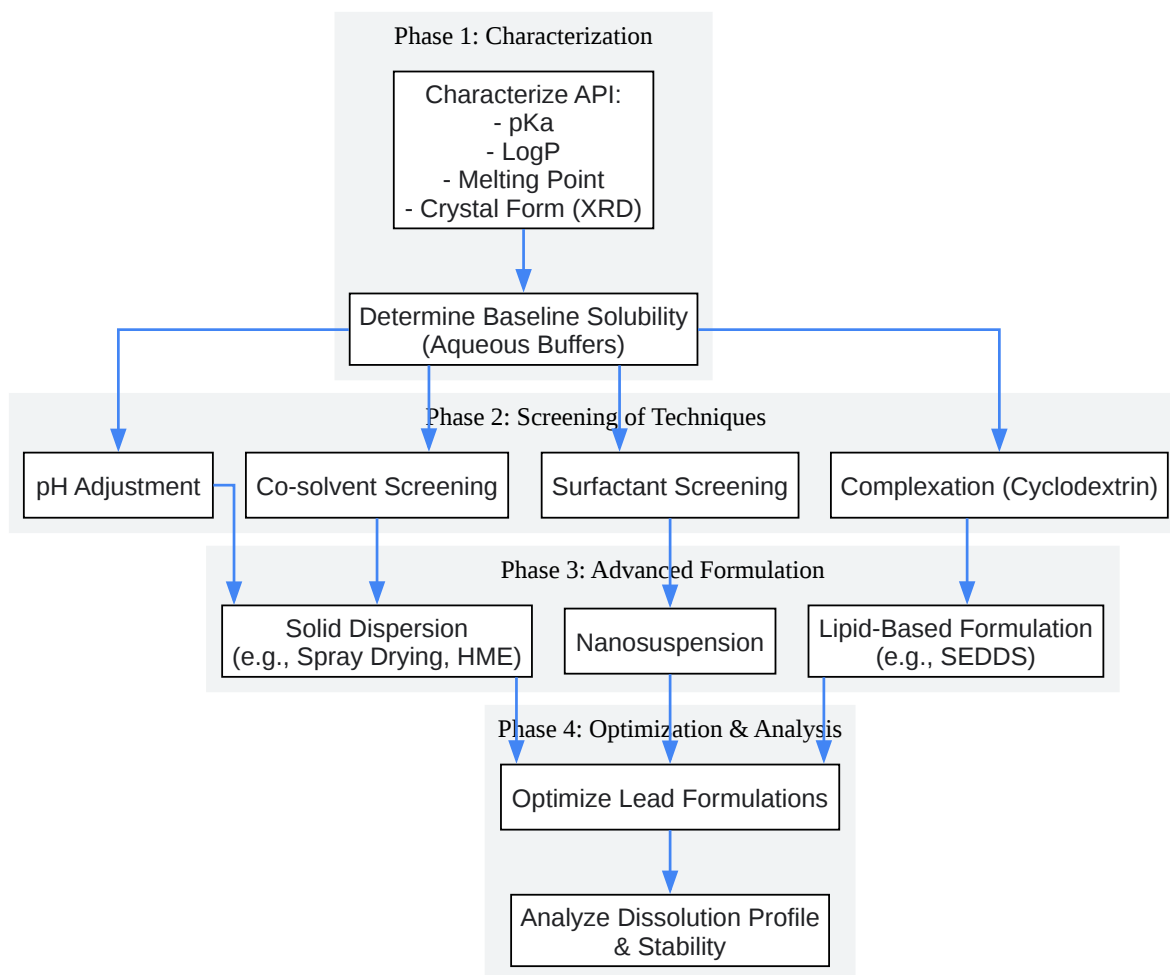 Phase 1: Characterization
Characterize API:
- pKa
- LogP
- Melting Point
- Crystal Form (XRD)
Determine Baseline Solubility
(Aqueous Buffers)
Phase 2: Screening of Techniques
pH Adjustment
Co-solvent Screening
Surfactant Screening
Complexation (Cyclodextrin)
Phase 3: Advanced Formulation
Solid Dispersion
(e.g., Spray Drying, HME)
Nanosuspension
Lipid-Based Formulation
(e.g., SEDDS)
Phase 4: Optimization & Analysis
Optimize Lead Formulations
Analyze Dissolution Profile
& Stability